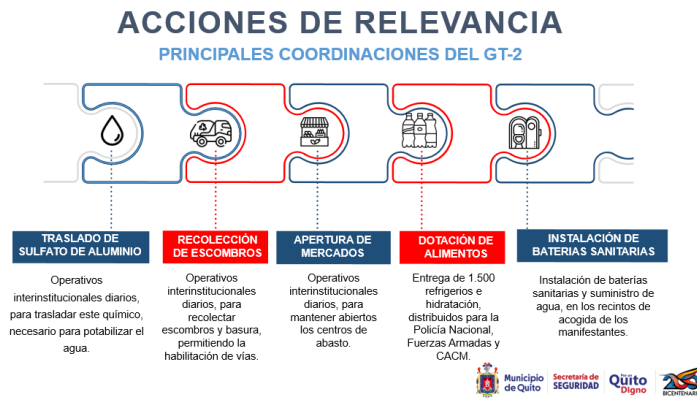 ACCIONES DE RELEVANCIA
PRINCIPALES COORDINACIONES DEL GT-2
TRASLADO DE
SULFATO DE ALUMINIO
Operativos
interinstitucionales diarios,
para trasladar este químico,
necesario para potabilizar el
agua.
RECOLECCIÓN
DE ESCOMBROS
Operativos
interinstitucionales
diarios, para
recolectar
escombros y basura,
permitiendo la
habilitación de vías.
APERTURA DE
MERCADOS
Operativos
interinstitucionales
diarios, para
mantener abiertos
los centros de
abasto.
DOTACIÓN DE
ALIMENTOS
Entrega de 1.500
refrigerios e
hidratación,
distribuidos para la
Policía Nacional,
Fuerzas Armadas y
CACM.
INSTALACIÓN DE
BATERIAS SANITARIAS
Instalación de baterías
sanitarias y suministro de
agua, en los recintos de
acogida de los
manifestantes.
Municipio
de Quito
Secretaría de
SEGURIDAD
Quito
Digno
BICENTENARIO